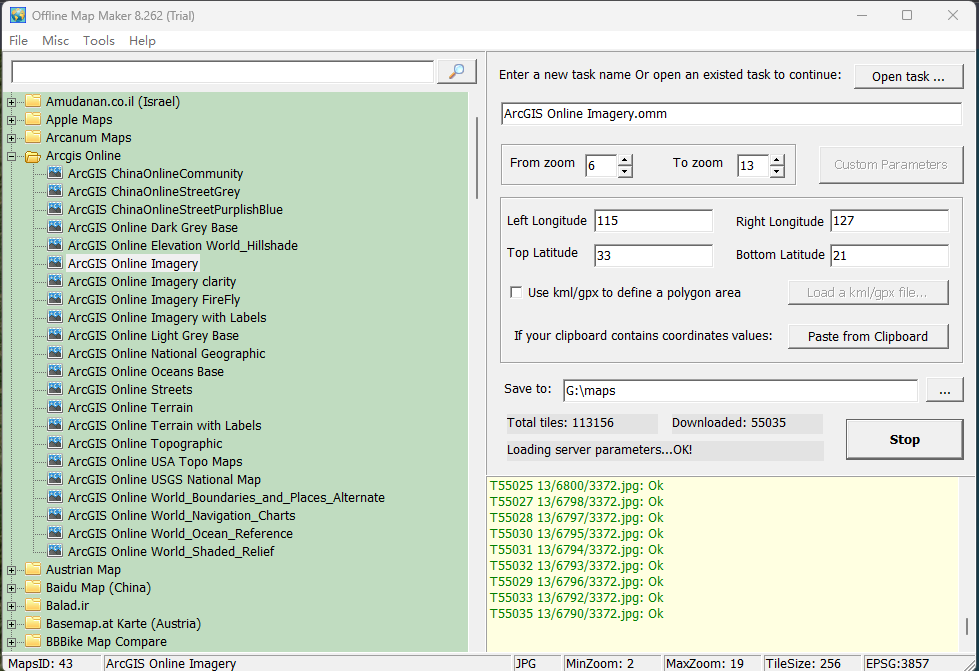 Offline Map Maker 8.262 (Trial)
File Misc Tools Help
Amudanan.co.il (Israel)
Apple Maps
Arcanum Maps
Arcgis Online
ArcGIS ChinaOnlineCommunity
ArcGIS ChinaOnlineStreetGrey
ArcGIS ChinaOnlineStreetPurplishBlue
ArcGIS Online Dark Grey Base
ArcGIS Online Elevation World_Hillshade
ArcGIS Online Imagery
ArcGIS Online Imagery clarity
ArcGIS Online Imagery FireFly
ArcGIS Online Imagery with Labels
ArcGIS Online Light Grey Base
ArcGIS Online National Geographic
ArcGIS Online Oceans Base
ArcGIS Online Streets
ArcGIS Online Terrain
ArcGIS Online Terrain with Labels
ArcGIS Online Topographic
ArcGIS Online USA Topo Maps
ArcGIS Online USGS National Map
ArcGIS Online World_Boundaries_and_Places_Alternate
ArcGIS Online World_Navigation_Charts
ArcGIS Online World_Ocean_Reference
ArcGIS Online World_Shaded_Relief
Austrian Map
Baidu Map (China)
Balad.ir
Basemap.at Karte (Austria)
BBBike Map Compare
Enter a new task name Or open an existed task to continue: Open task ...
ArcGIS Online Imagery.omm
From zoom 6 To zoom 13 Custom Parameters
Left Longitude 115 Right Longitude 127
Top Latitude 33 Bottom Latitude 21
Use kml/gpx to define a polygon area Load a kml/gpx file...
If your clipboard contains coordinates values: Paste from Clipboard
Save to: G:\maps ...
Total tiles: 113156 Downloaded: 55035
Loading server parameters...OK!
Stop
T55025 13/6800/3372.jpg: Ok
T55027 13/6798/3372.jpg: Ok
T55028 13/6797/3372.jpg: Ok
T55030 13/6795/3372.jpg: Ok
T55031 13/6794/3372.jpg: Ok
T55032 13/6793/3372.jpg: Ok
T55029 13/6796/3372.jpg: Ok
T55033 13/6792/3372.jpg: Ok
T55035 13/6790/3372.jpg: Ok
MapsID: 43 ArcGIS Online Imagery JPG MinZoom: 2 MaxZoom: 19 TileSize: 256 EPSG:3857